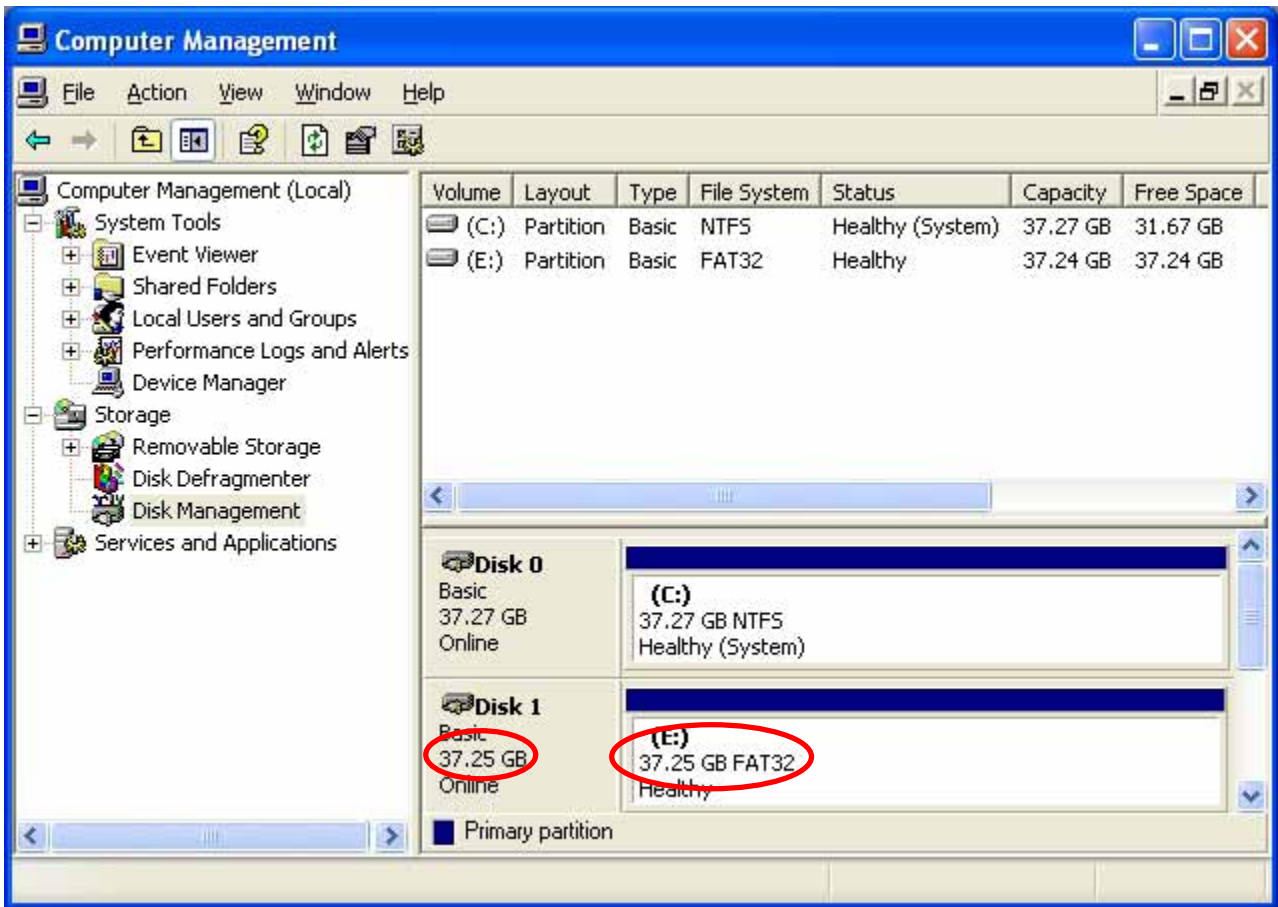 Computer Management
File Action View Window Help
Computer Management (Local)
System Tools
Event Viewer
Shared Folders
Local Users and Groups
Performance Logs and Alerts
Device Manager
Storage
Removable Storage
Disk Defragmenter
Disk Management
Services and Applications
Volume Layout Type File System Status Capacity Free Space
(C:) Partition Basic NTFS Healthy (System) 37.27 GB 31.67 GB
(E:) Partition Basic FAT32 Healthy 37.24 GB 37.24 GB
Disk 0
Basic
37.27 GB
Online
(C:)
37.27 GB NTFS
Healthy (System)
Disk 1
Basic
37.25 GB
Online
(E:)
37.25 GB FAT32
Healthy
Primary partition